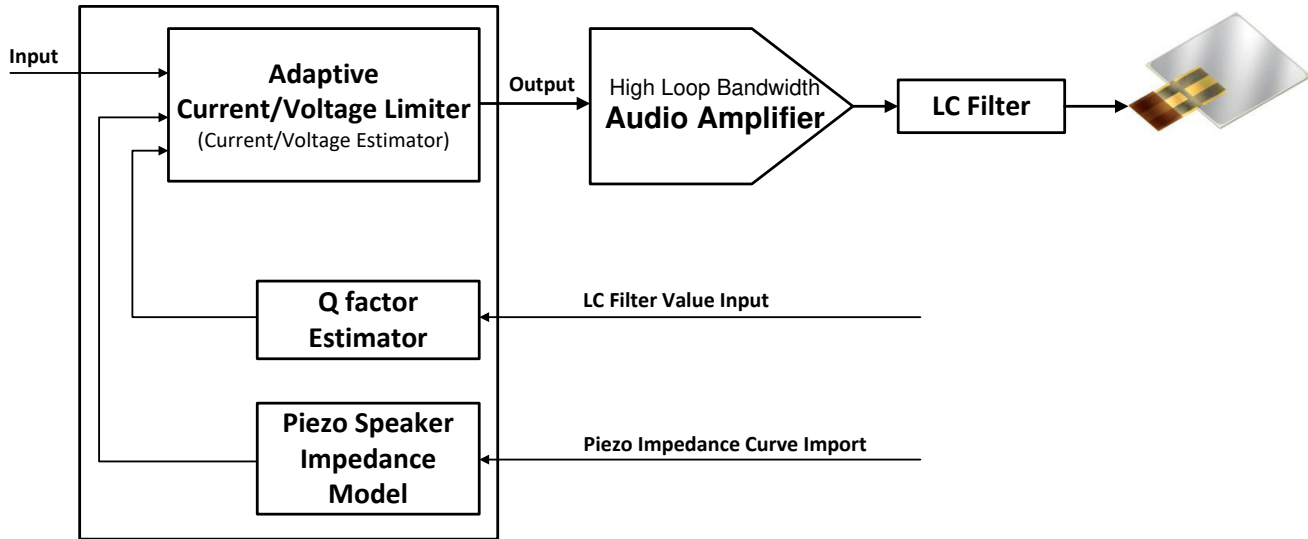 Input
Adaptive
Current/Voltage Limiter
(Current/Voltage Estimator)
Output
High Loop Bandwidth
Audio Amplifier
LC Filter
Q factor
Estimator
LC Filter Value Input
Piezo Speaker
Impedance
Model
Piezo Impedance Curve Import